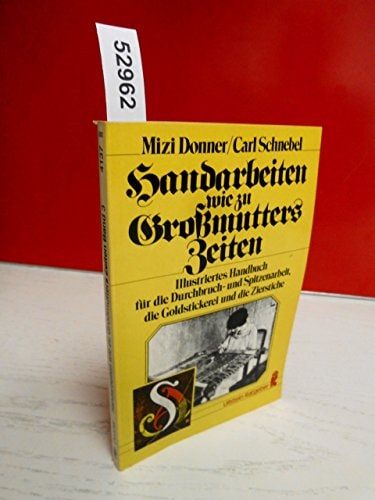 52962
Mizi Donner/Carl Schnebel
Handarbeiten
wie zu
Großmutters
Zeiten
Illustriertes Handbuch
für die Durchbruch- und Spitzenarbeit,
die Goldstickerei und die Zierstiche
S
Ullstein Ratgeber